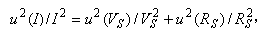 u²(I)/I² = u²(V_S)/V_S² + u²(R_S)/R_S²,